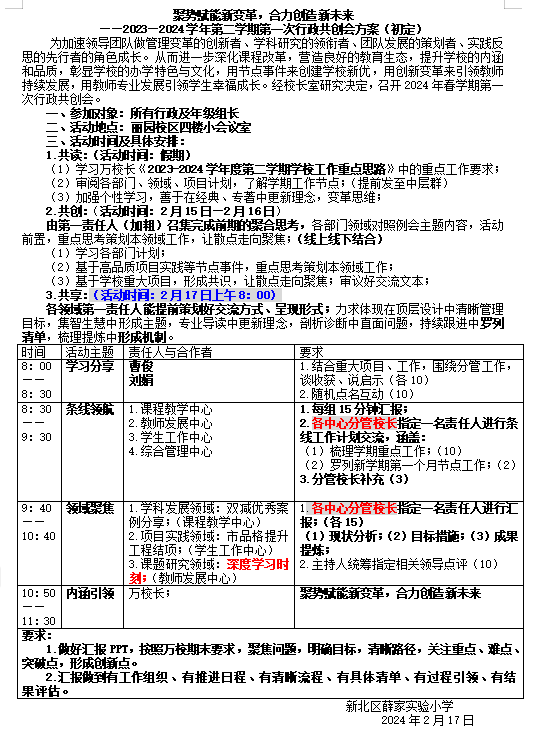 聚势赋能新变革，合力创造新未来
——2023—2024学年第二学期第一次行政共创会方案（初定）
为加速领导团队做管理变革的创新者、学科研究的领衔者、团队发展的策划者、实践反
思的先行者的角色成长。从而进一步深化课程改革，营造良好的教育生态，提升学校的内涵
和品质，彰显学校的办学特色与文化，用节点事件来创建学校新优，用创新变革来引领教师
持续发展，用教师专业发展引领学生幸福成长。经校长室研究决定，召开2024年春学期第一
次行政共创会。
一、参加对象：所有行政及年级组长
二、活动地点：丽园校区四楼小会议室
三、活动时间及具体安排：
1.共读：（活动时间：假期）
（1）学习万校长《2023-2024学年度第二学期学校工作重点思路》中的重点工作要求；
（2）审阅各部门、领域、项目计划，了解学期工作节点；（提前发至中层群）
（3）加强个性学习，善于在经典、专著中更新理念，变革思维；
2.共创：（活动时间：2月15日—2月16日）
由第一责任人（加粗）召集完成前期的聚合思考，各部门领域对照例会主题内容，活动
前置，重点思考策划本领域工作，让散点走向聚焦；（线上线下结合）
（1）学习各部门计划；
（2）基于高品质项目实践等节点事件，重点思考策划本领域工作；
（3）基于学校重大项目，形成共识，让散点走向聚焦；审议好交流文本；
3.共享：（活动时间：2月17日上午8：00）
各领域第一责任人能提前策划好交流方式、呈现形式；力求体现在顶层设计中清晰管理
目标，集智生慧中形成主题，专业导读中更新理念，剖析诊断中直面问题，持续跟进中罗列
清单，梳理提炼中形成机制。
时间 活动主题 责任人与合作者 要求
8：00 —— 8：30 学习分享 曹俊 刘娟
1.结合重大项目、工作，围绕分管工作，
谈收获、说启示（各10）
2.随机点名互动（10）
8：30 —— 9：30 条线领航
1.课程教学中心
2.教师发展中心
3.学生工作中心
4.综合管理中心
1.每组15分钟汇报；
2.各中心分管校长指定一名责任人进行条
线工作计划交流，涵盖：
（1）梳理学期重点工作；（10）
（2）罗列新学期第一个月节点工作；（2）
3.分管校长补充（3）
9：40 —— 10：40 领域聚焦
1.学科发展领域：双减优秀案
例分享；（课程教学中心）
2.项目实践领域：市品格提升
工程结项；（学生工作中心）
3.课题研究领域：深度学习时
刻；（教师发展中心）
1.各中心分管校长指定一名责任人进行汇
报；（各15）
（1）现状分析；（2）目标措施；（3）成果
提炼；
2.主持人统筹指定相关领导点评（10）
10：50 —— 11：30 内涵引领 万校长； 聚势赋能新变革，合力创造新未来
要求：
1.做好汇报PPT，按照万校期末要求，聚焦问题，明确目标，清晰路径，关注重点、难点、
突破点，形成创新点。
2.汇报做到有工作组织、有推进日程、有清晰流程、有具体清单、有过程引领、有结
果评估。
新北区薛家实验小学
2024年2月17日